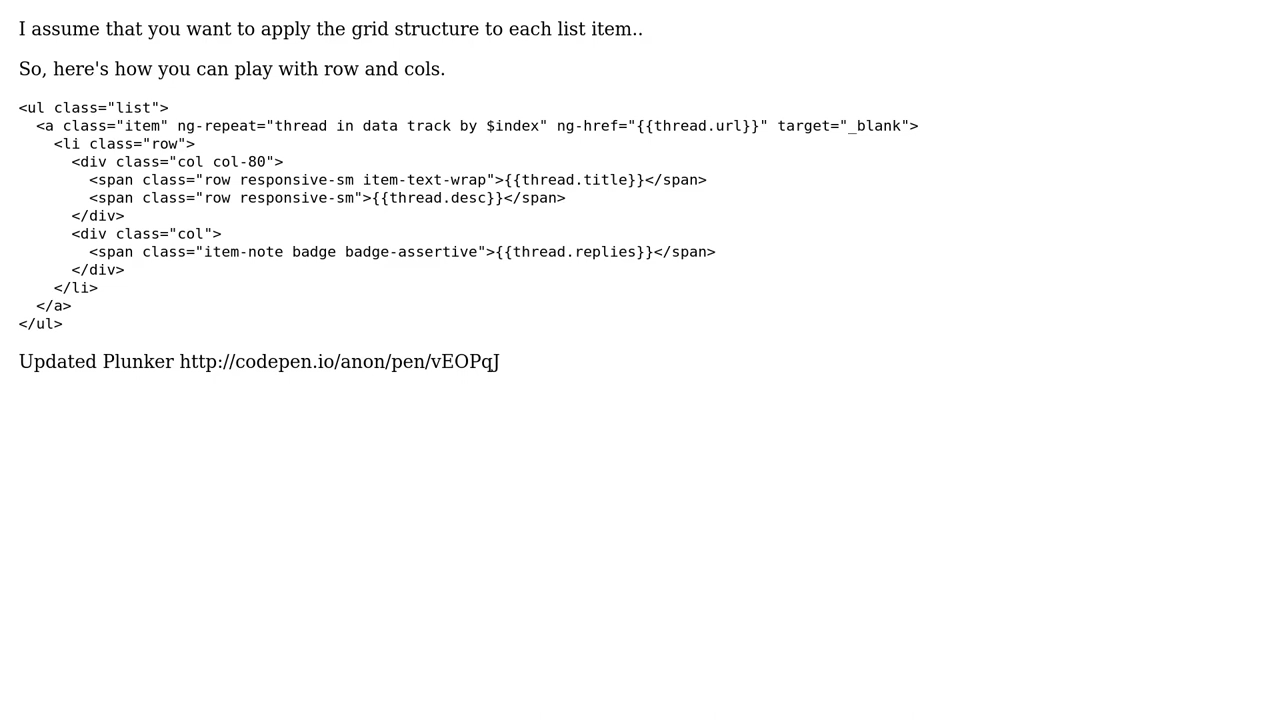 I assume that you want to apply the grid structure to each list item..
So, here's how you can play with row and cols.
<ul class="list">
  <a class="item" ng-repeat="thread in data track by $index" ng-href="{{thread.url}}" target="_blank">
    <li class="row">
      <div class="col col-80">
        <span class="row responsive-sm item-text-wrap">{{thread.title}}</span>
        <span class="row responsive-sm">{{thread.desc}}</span>
      </div>
      <div class="col">
        <span class="item-note badge badge-assertive">{{thread.replies}}</span>
      </div>
    </li>
  </a>
</ul>
Updated Plunker http://codepen.io/anon/pen/vEOPqJ